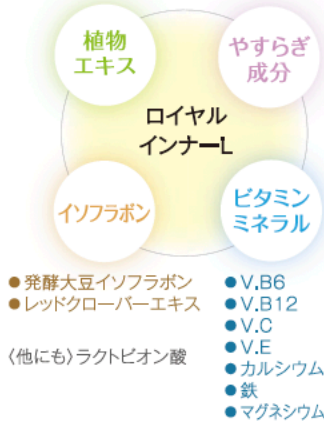 植物
エキス
やすらぎ
成分
ロイヤル
インナーL
イソフラボン
ビタミン
ミネラル
●発酵大豆イソフラボン
●レッドクローバーエキス
〈他にも〉ラクトビオン酸
●V.B6
●V.B12
●V.C
●V.E
●カルシウム
●鉄
●マグネシウム